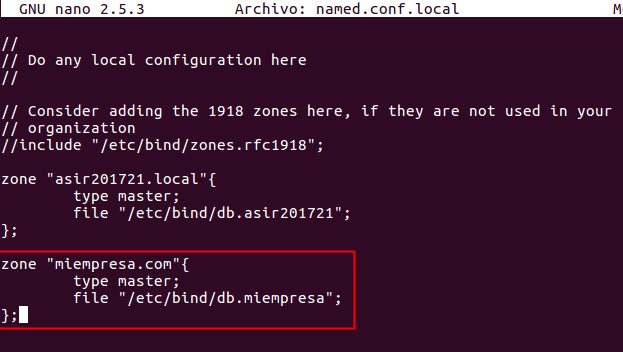 GNU nano 2.5.3 Archivo: named.conf.local
//
// Do any local configuration here
//
// Consider adding the 1918 zones here, if they are not used in your
// organization
//include "/etc/bind/zones.rfc1918";
zone "asir201721.local"{
type master;
file "/etc/bind/db.asir201721";
};
zone "miempresa.com"{
type master;
file "/etc/bind/db.miempresa";
};